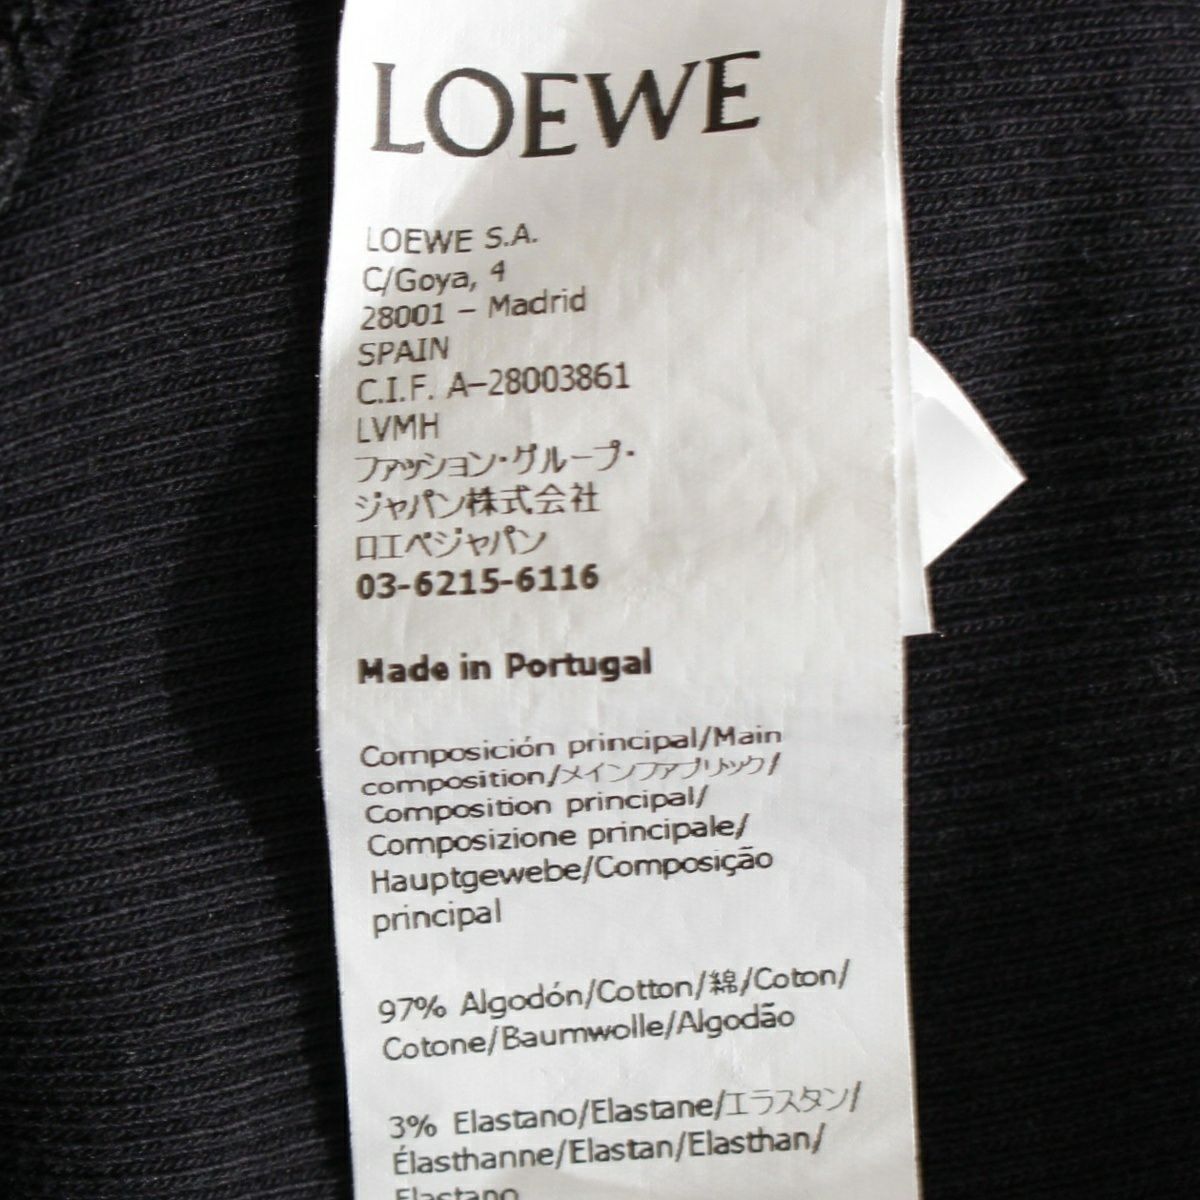 LOEWE
LOEWE S.A.
C/Goya, 4
28001 – Madrid
SPAIN
C.I.F. A–28003861
LVMH
ファッション・グループ・
ジャパン株式会社
ロエベジャパン
03-6215-6116
Made in Portugal
Composición principal/Main
composition/メインファブリック/
Composition principal/
Composizione principale/
Hauptgewebe/Composição
principal
97% Algodón/Cotton/綿/Coton/
Cotone/Baumwolle/Algodão
3% Elastano/Elastane/エラスタン/
Élasthanne/Elastan/Elasthan/
Elastano